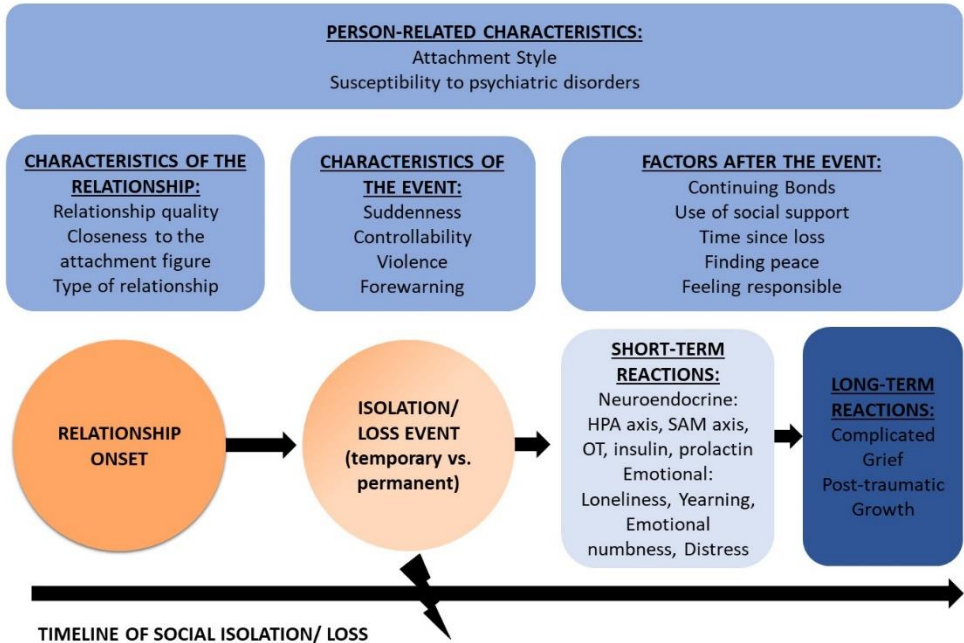 PERSON-RELATED CHARACTERISTICS:
Attachment Style
Susceptibility to psychiatric disorders
CHARACTERISTICS OF THE
RELATIONSHIP:
Relationship quality
Closeness to the
attachment figure
Type of relationship
CHARACTERISTICS OF
THE EVENT:
Suddenness
Controllability
Violence
Forewarning
FACTORS AFTER THE EVENT:
Continuing Bonds
Use of social support
Time since loss
Finding peace
Feeling responsible
RELATIONSHIP
ONSET
ISOLATION/
LOSS EVENT
(temporary vs.
permanent)
SHORT-TERM
REACTIONS:
Neuroendocrine:
HPA axis, SAM axis,
OT, insulin, prolactin
Emotional:
Loneliness, Yearning,
Emotional
numbness, Distress
LONG-TERM
REACTIONS:
Complicated
Grief
Post-traumatic
Growth
TIMELINE OF SOCIAL ISOLATION/ LOSS